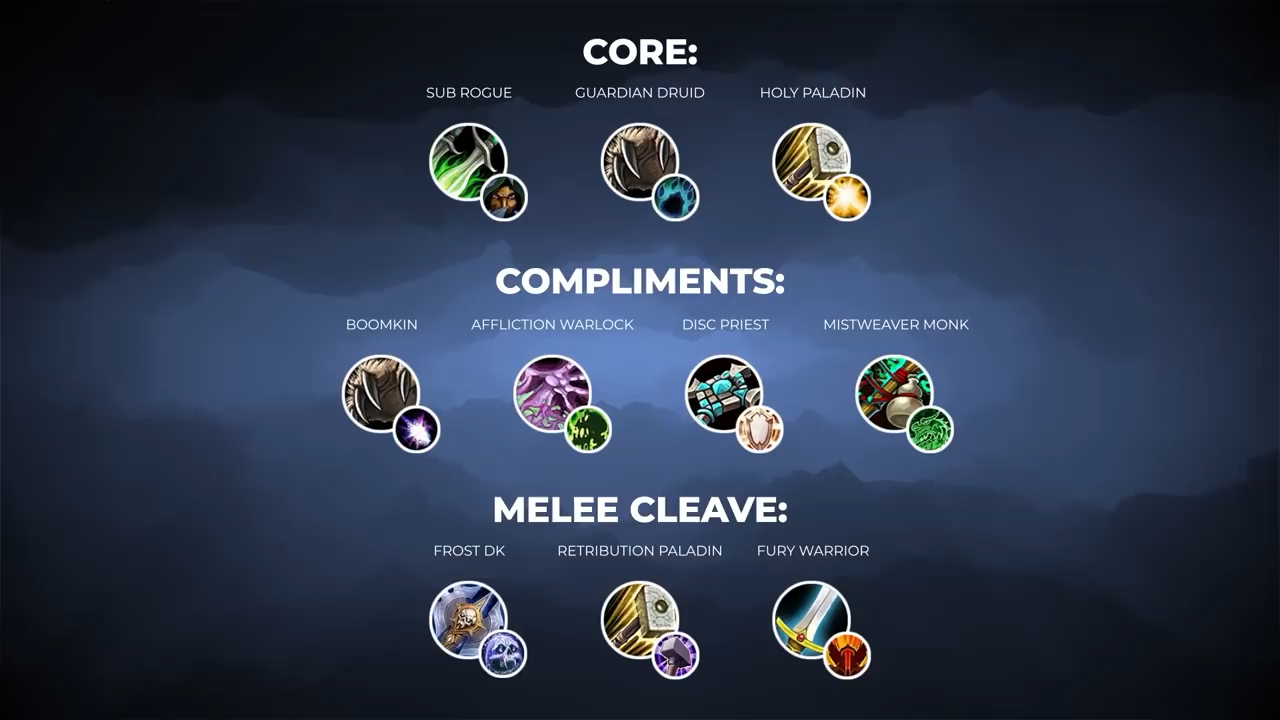 CORE:
SUB ROGUE GUARDIAN DRUID HOLY PALADIN
COMPLIMENTS:
BOOMKIN AFFLICTION WARLOCK DISC PRIEST MISTWEAVER MONK
MELEE CLEAVE:
FROST DK RETRIBUTION PALADIN FURY WARRIOR